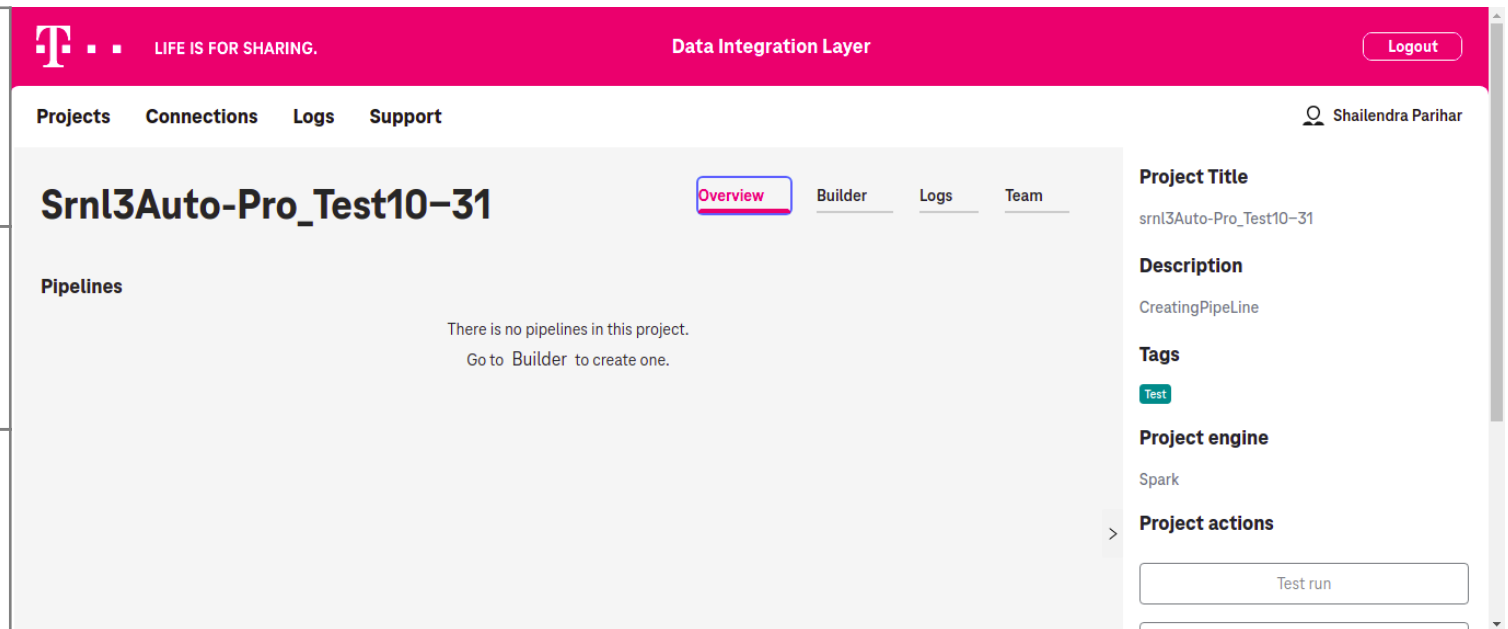 T
LIFE IS FOR SHARING.
Data Integration Layer
Logout
Projects
Connections
Logs
Support
Shailendra Parihar
Srnl3Auto-Pro_Test10–31
Overview
Builder
Logs
Team
Pipelines
There is no pipelines in this project.
Go to Builder to create one.
Project Title
srnl3Auto-Pro_Test10–31
Description
CreatingPipeLine
Tags
Test
Project engine
Spark
Project actions
Test run